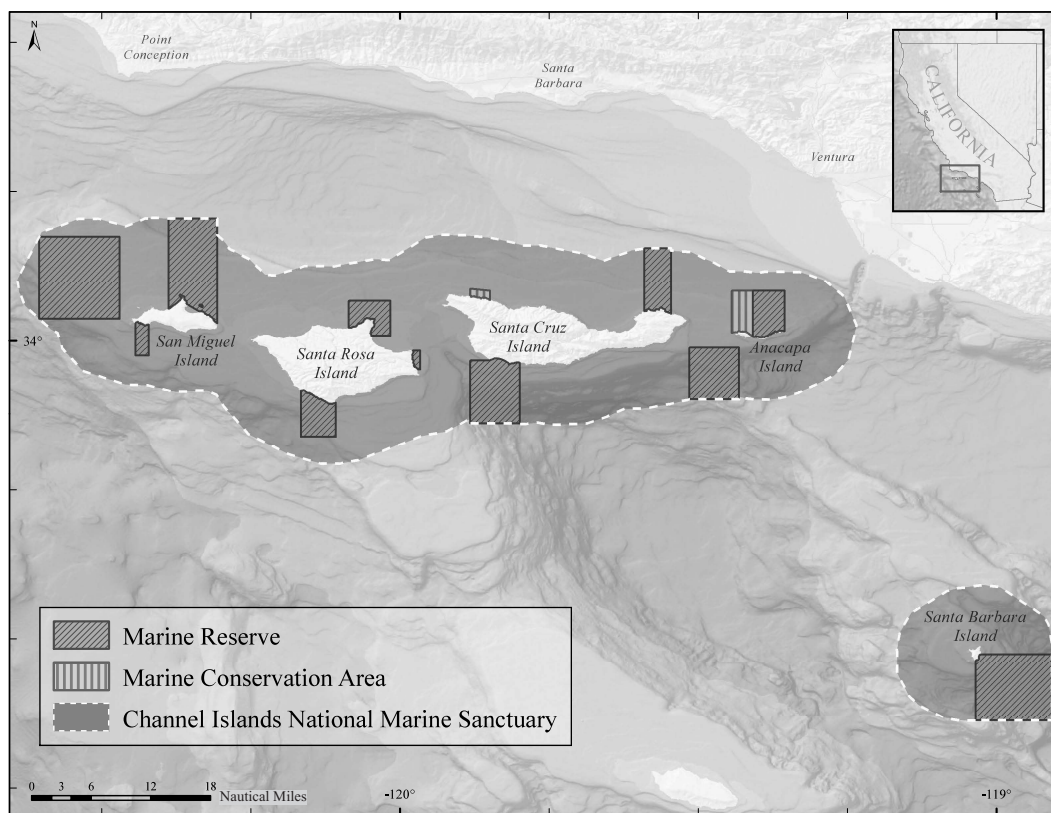 N
Point
Conception
Santa
Barbara
Ventura
CALIFORNIA
34°
San Miguel
Island
Santa Rosa
Island
Santa Cruz
Island
Anacapa
Island
Santa Barbara
Island
Marine Reserve
Marine Conservation Area
Channel Islands National Marine Sanctuary
0 3 6 12 18
Nautical Miles
-120°
-119°